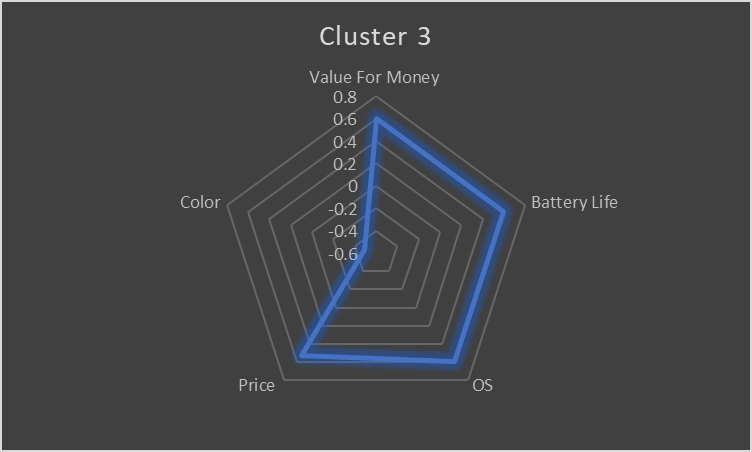 Cluster 3
Value For Money
0.8
0.6
0.4
0.2
0
-0.2
-0.4
-0.6
Color
Battery Life
Price
OS